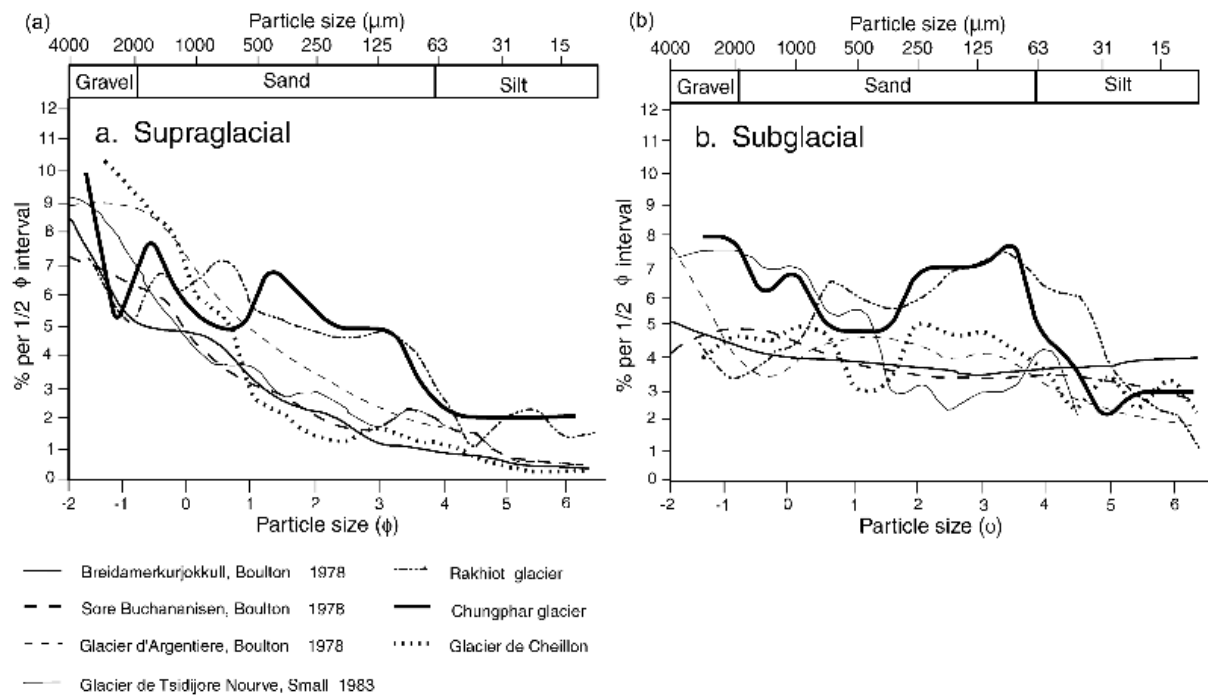 (a) Particle size (µm)
4000 2000 1000 500 250 125 63 31 15
Gravel Sand Silt
a. Supraglacial
% per 1/2 ϕ interval
12
11
10
9
8
7
6
5
4
3
2
1
0
-2 -1 0 1 2 3 4 5 6
Particle size (ϕ)
(b) Particle size (µm)
4000 2000 1000 500 250 125 63 31 15
Gravel Sand Silt
b. Subglacial
% per 1/2 ϕ interval
12
11
10
9
8
7
6
5
4
3
2
1
0
-2 -1 0 1 2 3 4 5 6
Particle size (υ)
Breidamerkurjokkull, Boulton 1978
Sore Buchananisen, Boulton 1978
Glacier d'Argentiere, Boulton 1978
Glacier de Tsidijore Nourve, Small 1983
Rakhiot glacier
Chungphar glacier
Glacier de Cheillon